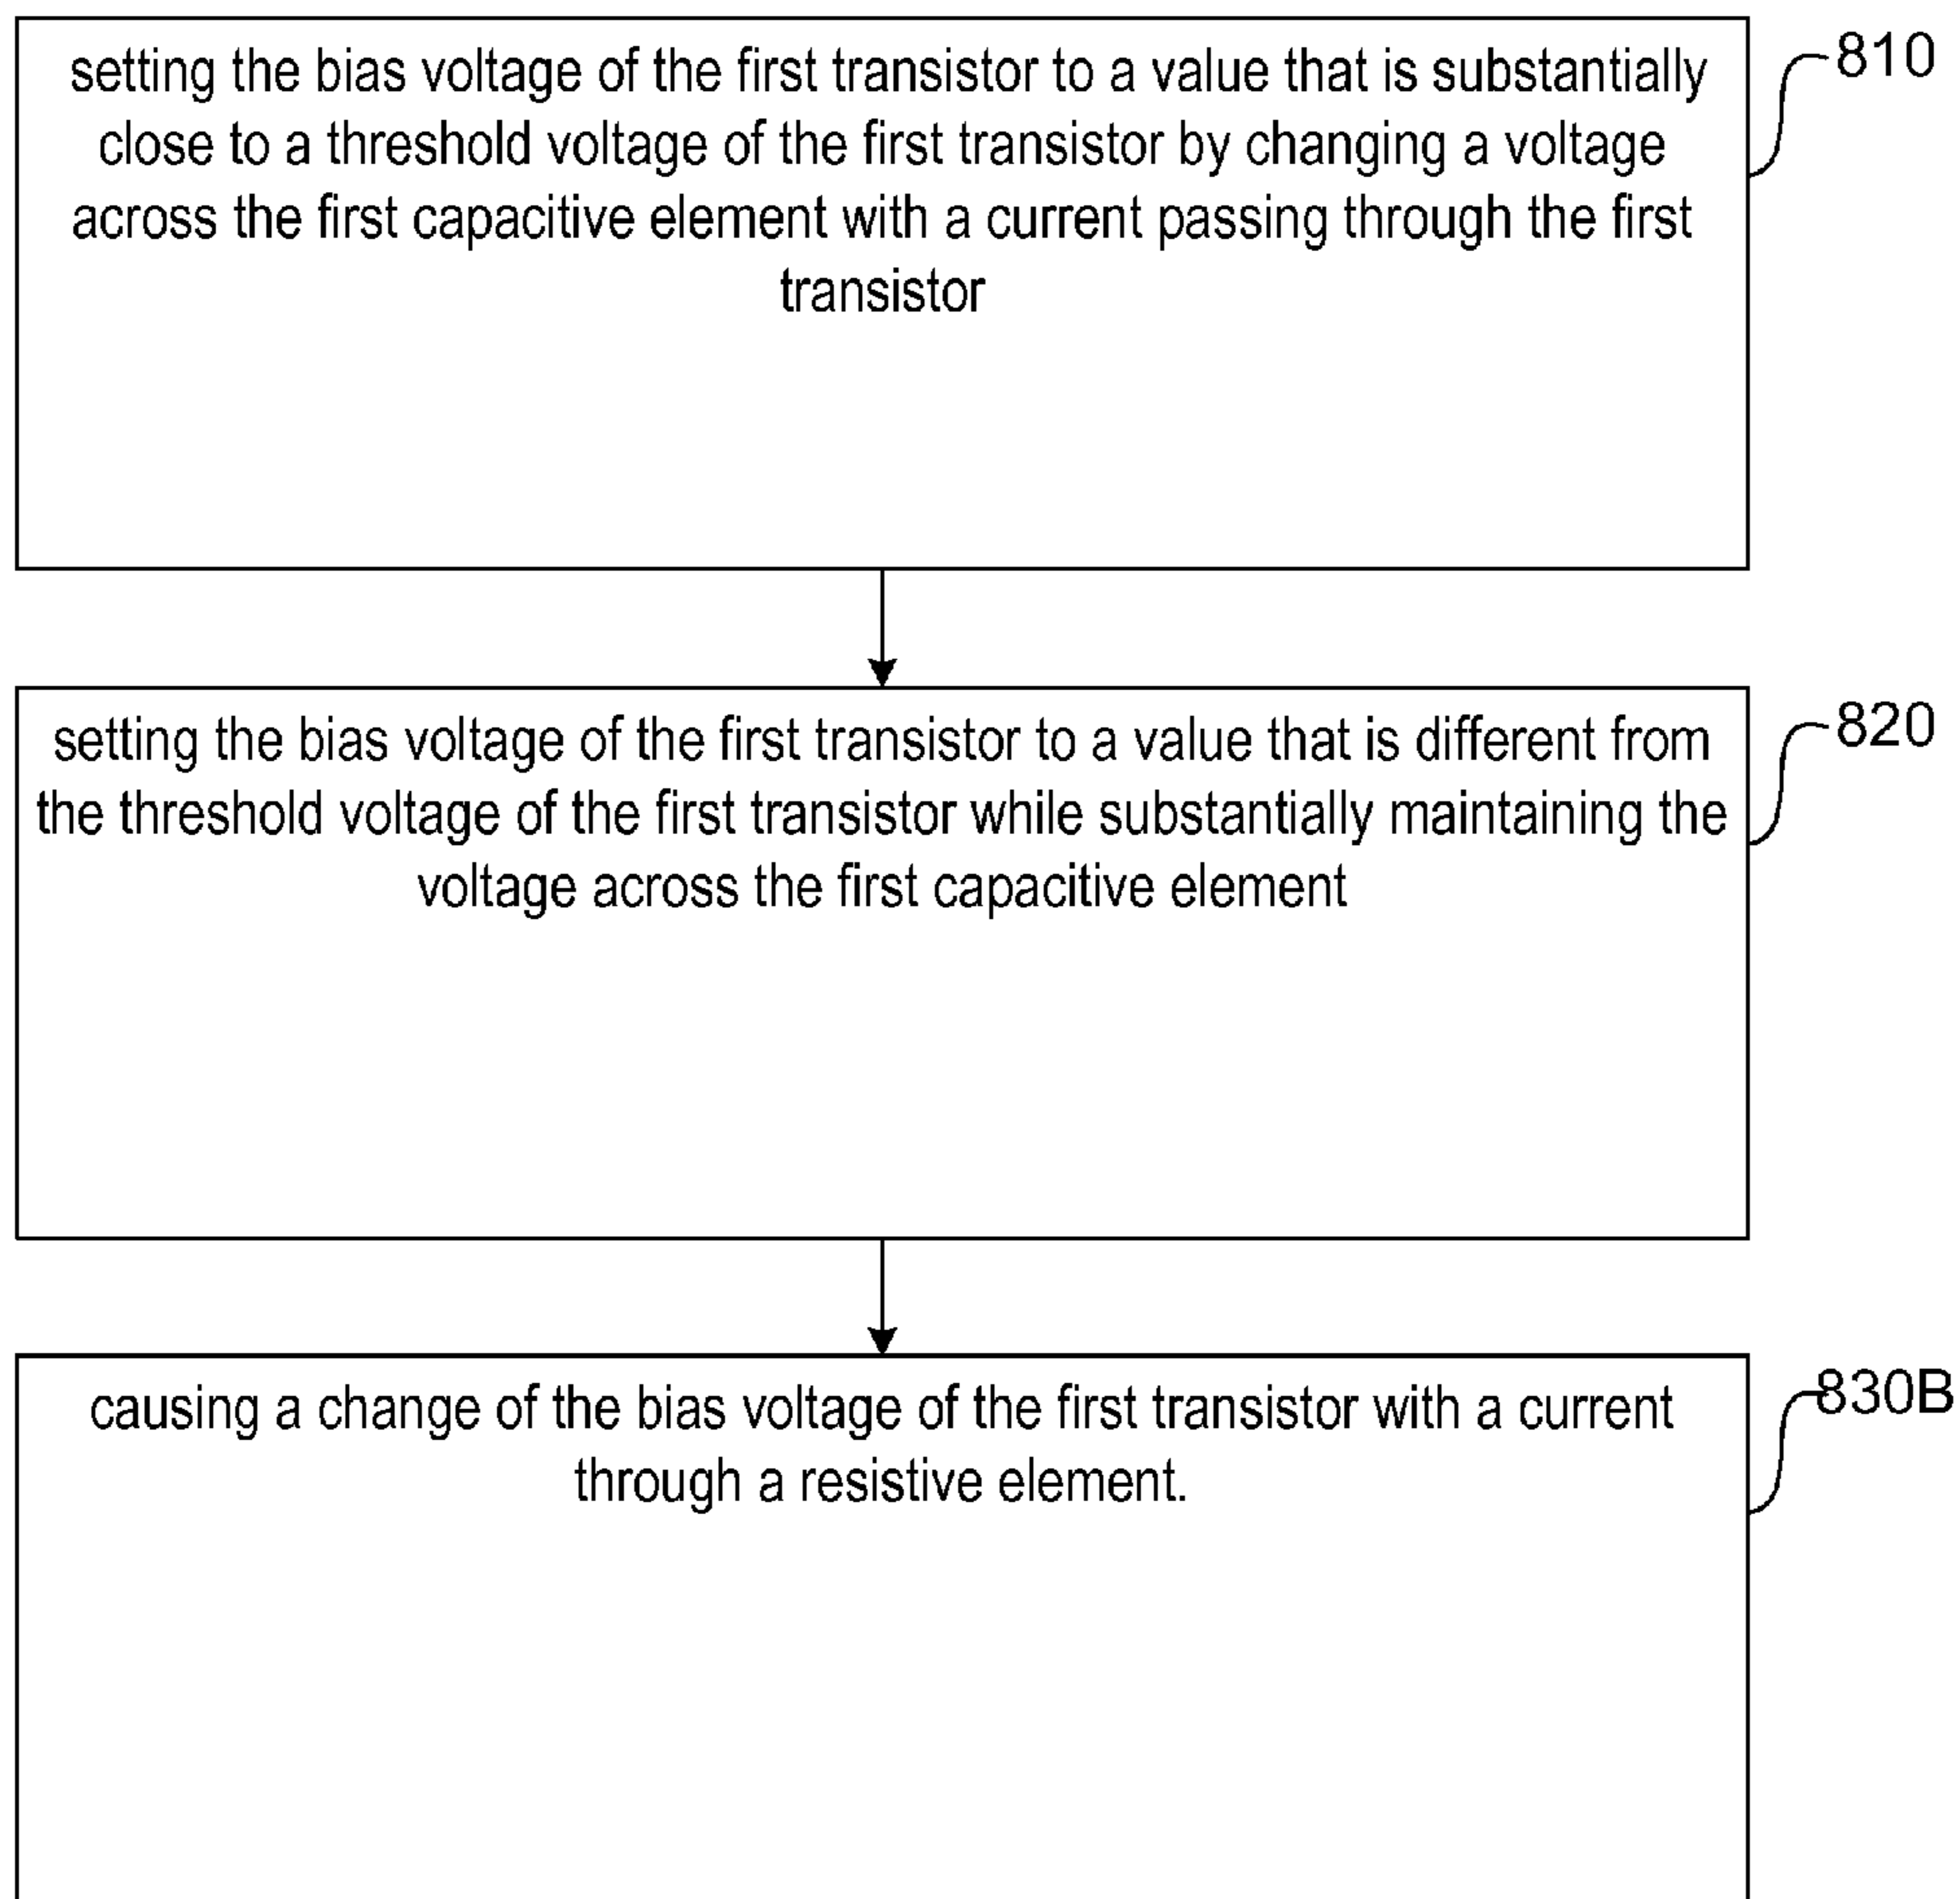 setting the bias voltage of the first transistor to a value that is substantially
close to a threshold voltage of the first transistor by changing a voltage
across the first capacitive element with a current passing through the first
transistor
810
setting the bias voltage of the first transistor to a value that is different from
the threshold voltage of the first transistor while substantially maintaining the
voltage across the first capacitive element
820
causing a change of the bias voltage of the first transistor with a current
through a resistive element.
830B